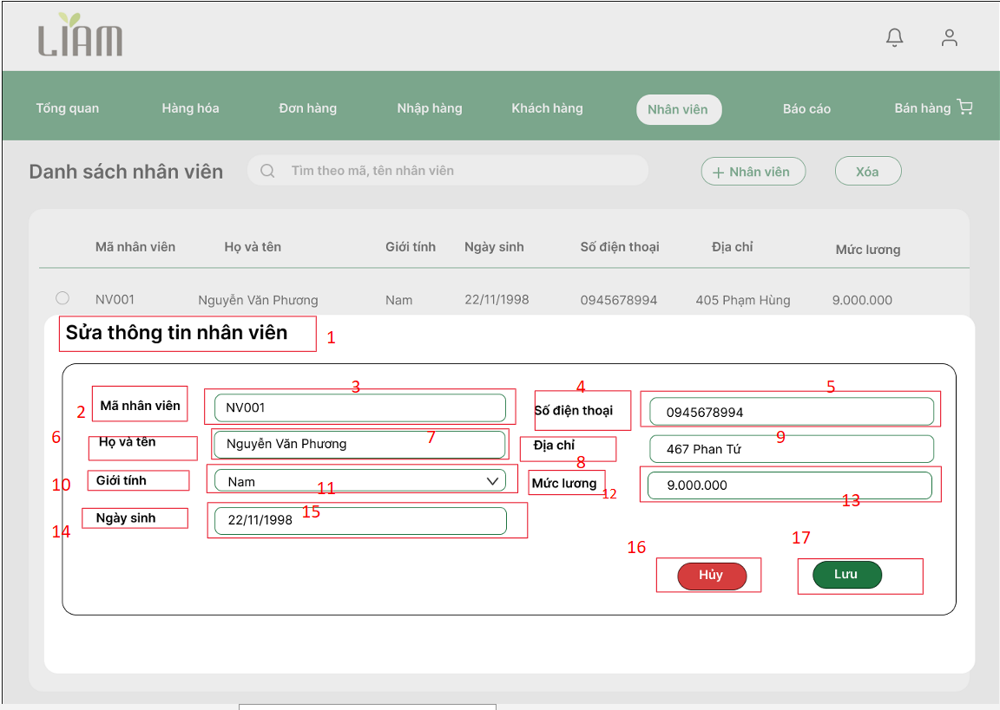 LIAM
Tổng quan Hàng hóa Đơn hàng Nhập hàng Khách hàng Nhân viên Báo cáo Bán hàng
Danh sách nhân viên Tìm theo mã, tên nhân viên + Nhân viên Xóa
Mã nhân viên Họ và tên Giới tính Ngày sinh Số điện thoại Địa chỉ Mức lương
NV001 Nguyễn Văn Phương Nam 22/11/1998 0945678994 405 Phạm Hùng 9.000.000
Sửa thông tin nhân viên 1
3 4 5
2 Mã nhân viên NV001 Số điện thoại 0945678994
6 Họ và tên 7 Nguyễn Văn Phương Địa chỉ 9 467 Phan Tứ
8
10 Giới tính Nam 11 Mức lương 12 9.000.000 13
14 Ngày sinh 22/11/1998 15
16 17
Hủy Lưu